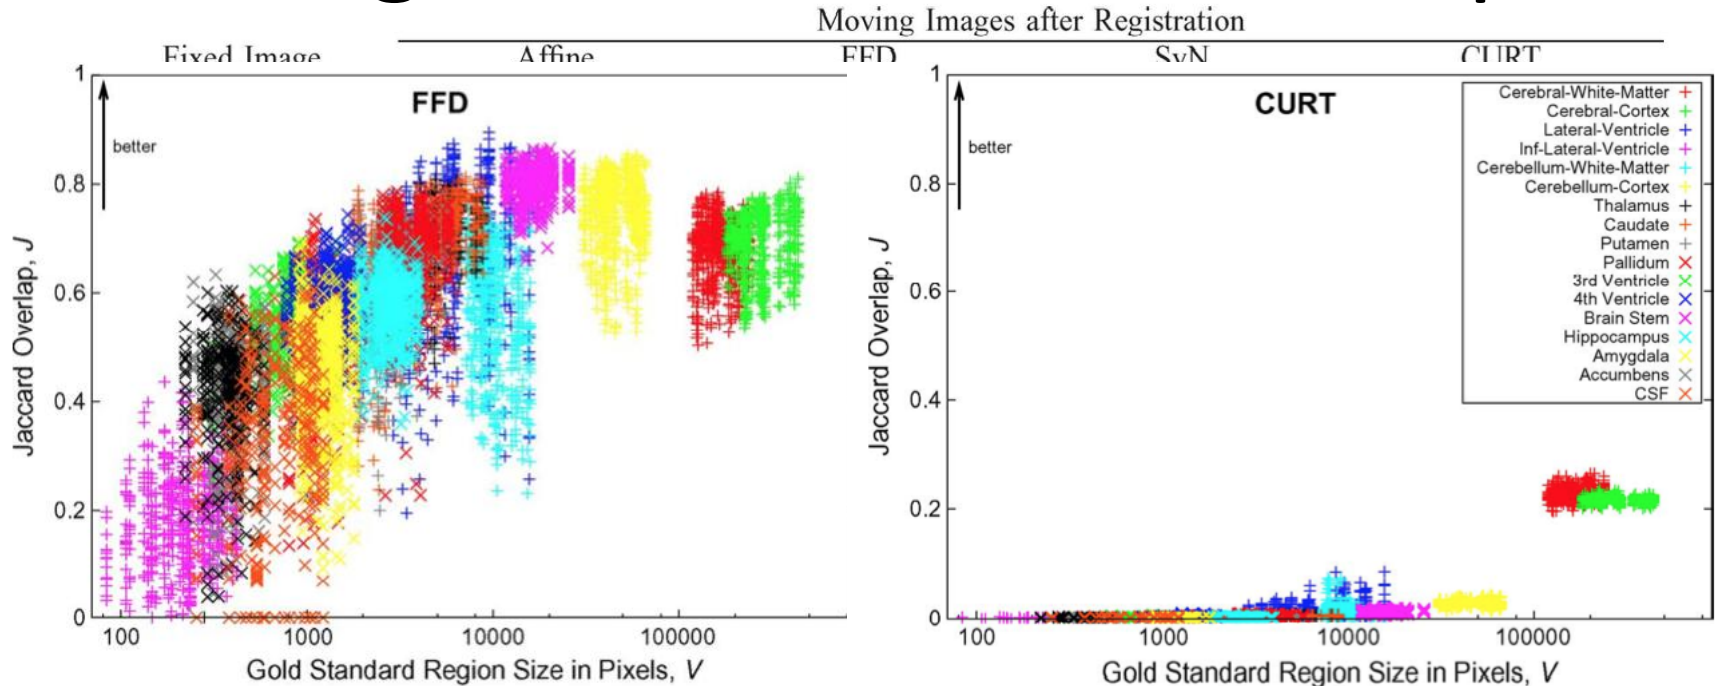 Moving Images after Registration
Fixed Image Affine FFD SyN CURT
FFD
better
1
0.8
0.6
0.4
0.2
0
Jaccard Overlap, J
100 1000 10000 100000
Gold Standard Region Size in Pixels, V
CURT
better
1
0.8
0.6
0.4
0.2
0
Jaccard Overlap, J
100 1000 10000 100000
Gold Standard Region Size in Pixels, V
Cerebral-White-Matter
Cerebral-Cortex
Lateral-Ventricle
Inf-Lateral-Ventricle
Cerebellum-White-Matter
Cerebellum-Cortex
Thalamus
Caudate
Putamen
Pallidum
3rd Ventricle
4th Ventricle
Brain Stem
Hippocampus
Amygdala
Accumbens
CSF